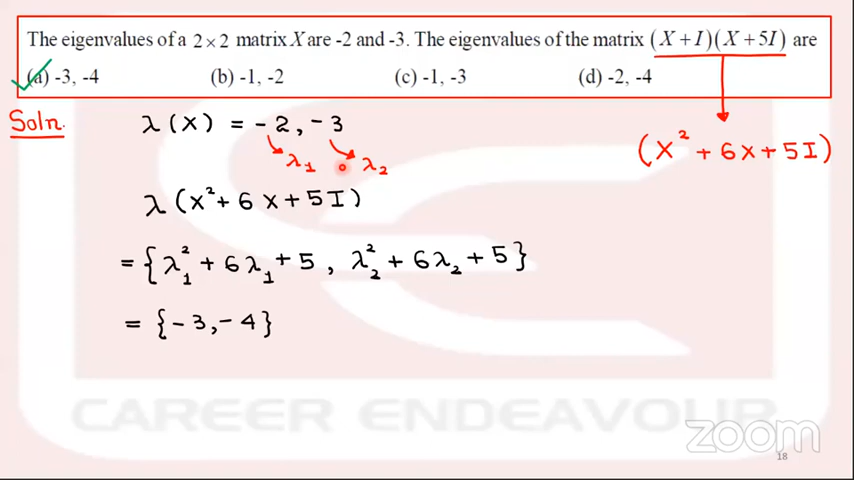 The eigenvalues of a 2 × 2 matrix X are -2 and -3. The eigenvalues of the matrix (X + I)(X + 5I) are
(a) -3, -4 (b) -1, -2 (c) -1, -3 (d) -2, -4
Soln.
λ(X) = -2, -3
λ₁ λ₂
(X² + 6X + 5I)
λ(X² + 6X + 5I)
= {λ₁² + 6λ₁ + 5, λ₂² + 6λ₂ + 5}
= {-3, -4}
CAREER ENDEAVOUR
zoom
18